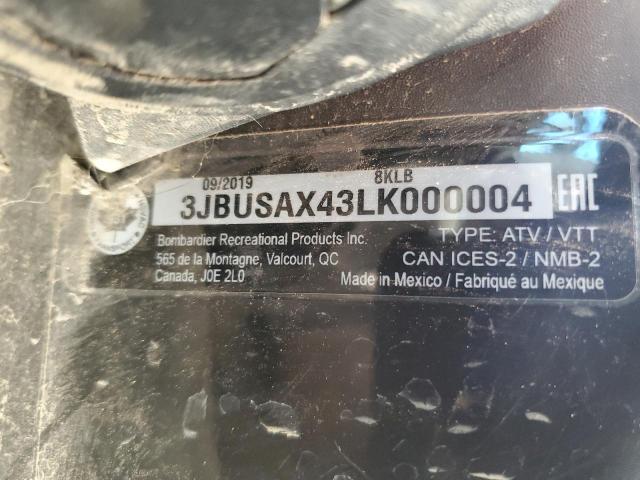 09/2019 8KLB
3JBUSAX43LK000004 EAC
Bombardier Recreational Products Inc. TYPE: ATV / VTT
565 de la Montagne, Valcourt, QC CAN ICES-2 / NMB-2
Canada, J0E 2L0 Made in Mexico / Fabriqué au Mexique